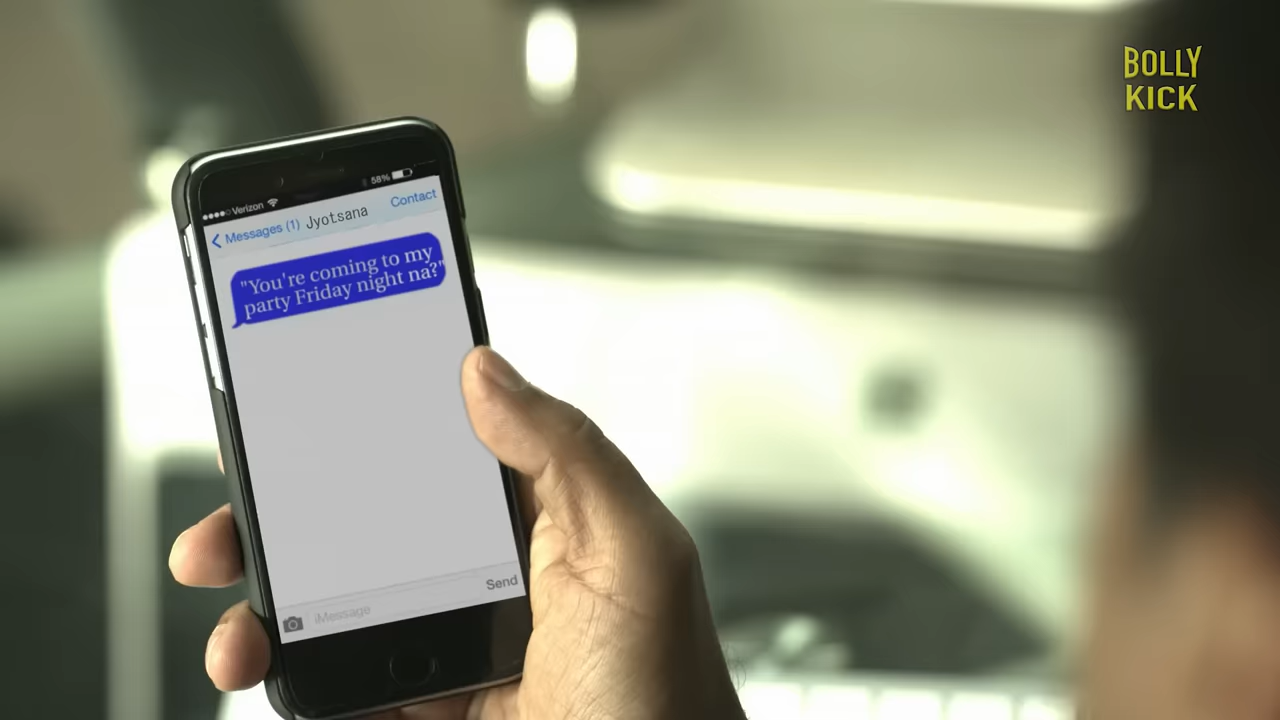 BOLLY
KICK
58%
Verizon
Messages (1) Jyotsana Contact
"You're coming to my
party Friday night na?"
iMessage Send